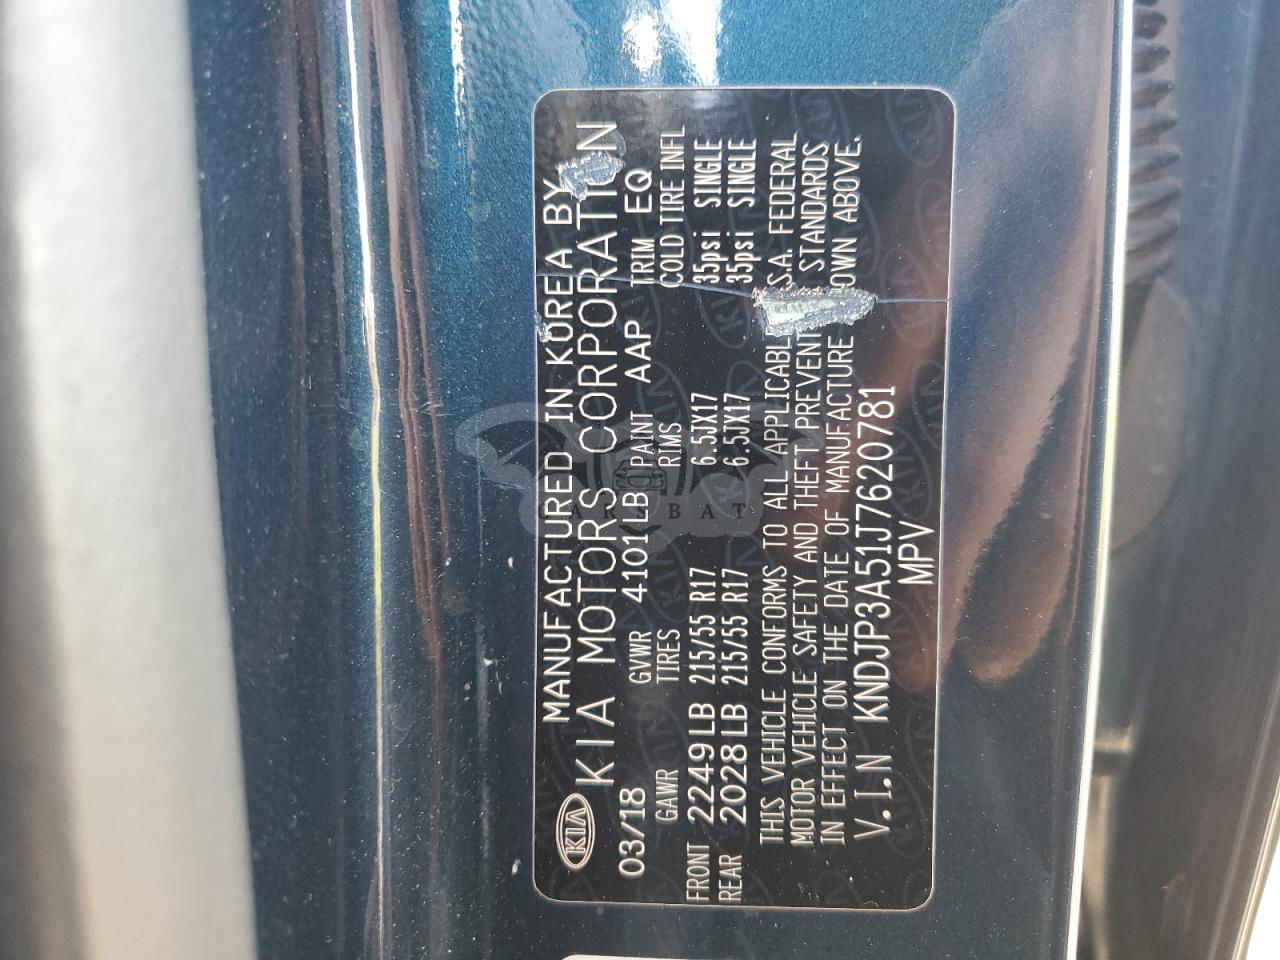 KIA
MANUFACTURED IN KOREA BY
KIA MOTORS CORPORATION
03/18 GVWR 4101LB PAINT AAP TRIM EQ
GAWR TIRES RIMS COLD TIRE INFL
FRONT 2249LB 215/55 R17 6.5JX17 35psi SINGLE
REAR 2028LB 215/55 R17 6.5JX17 35psi SINGLE
THIS VEHICLE CONFORMS TO ALL APPLICABLE S.A. FEDERAL
MOTOR VEHICLE SAFETY AND THEFT PREVENT STANDARDS
IN EFFECT ON THE DATE OF MANUFACTURE OWN ABOVE.
V.I.N KNDJP3A51J7620781
MPV
CARSBAT